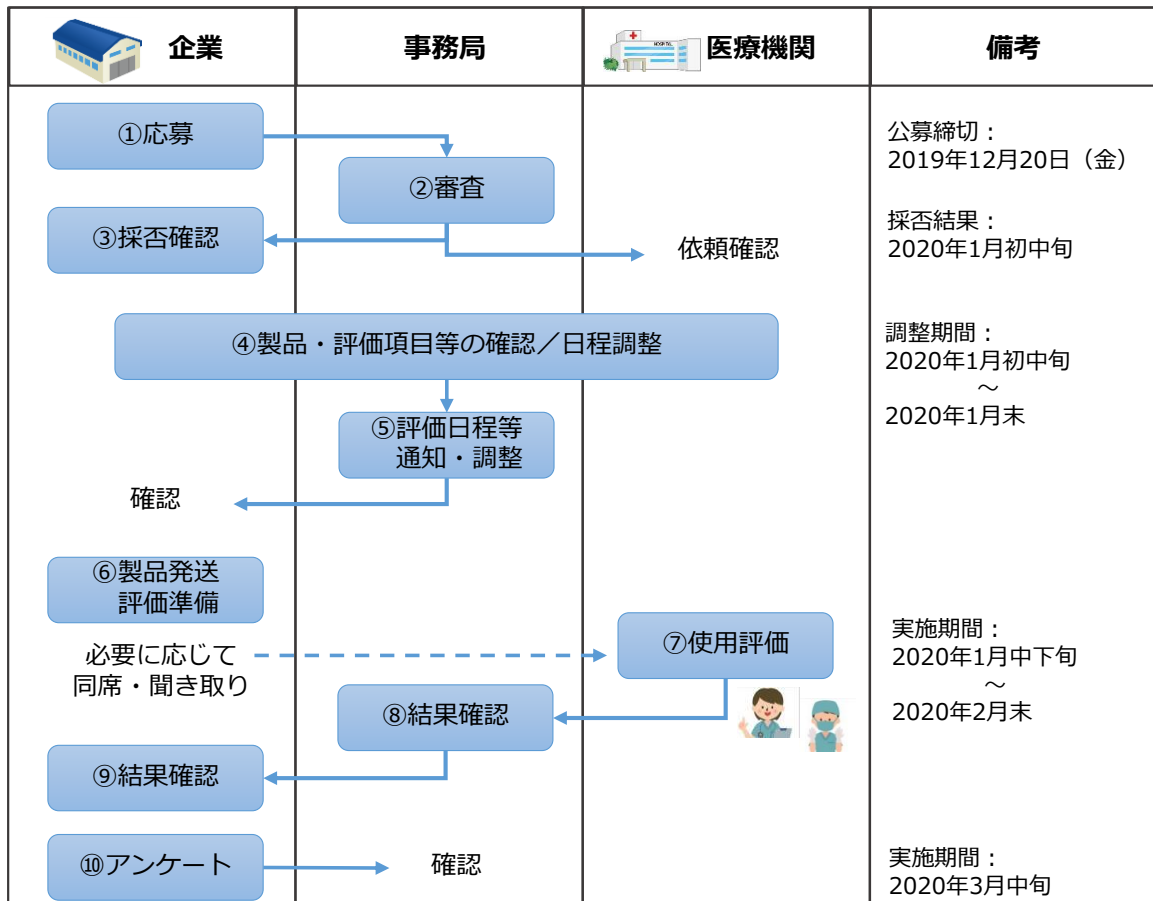 企業
事務局
HOSPITAL
医療機関
備考
①応募
公募締切：
2019年12月20日（金）
②審査
③採否確認
依頼確認
採否結果：
2020年1月初中旬
④製品・評価項目等の確認／日程調整
調整期間：
2020年1月初中旬
～
2020年1月末
⑤評価日程等
通知・調整
確認
⑥製品発送
評価準備
必要に応じて
同席・聞き取り
⑦使用評価
実施期間：
2020年1月中下旬
～
2020年2月末
⑧結果確認
⑨結果確認
⑩アンケート
確認
実施期間：
2020年3月中旬